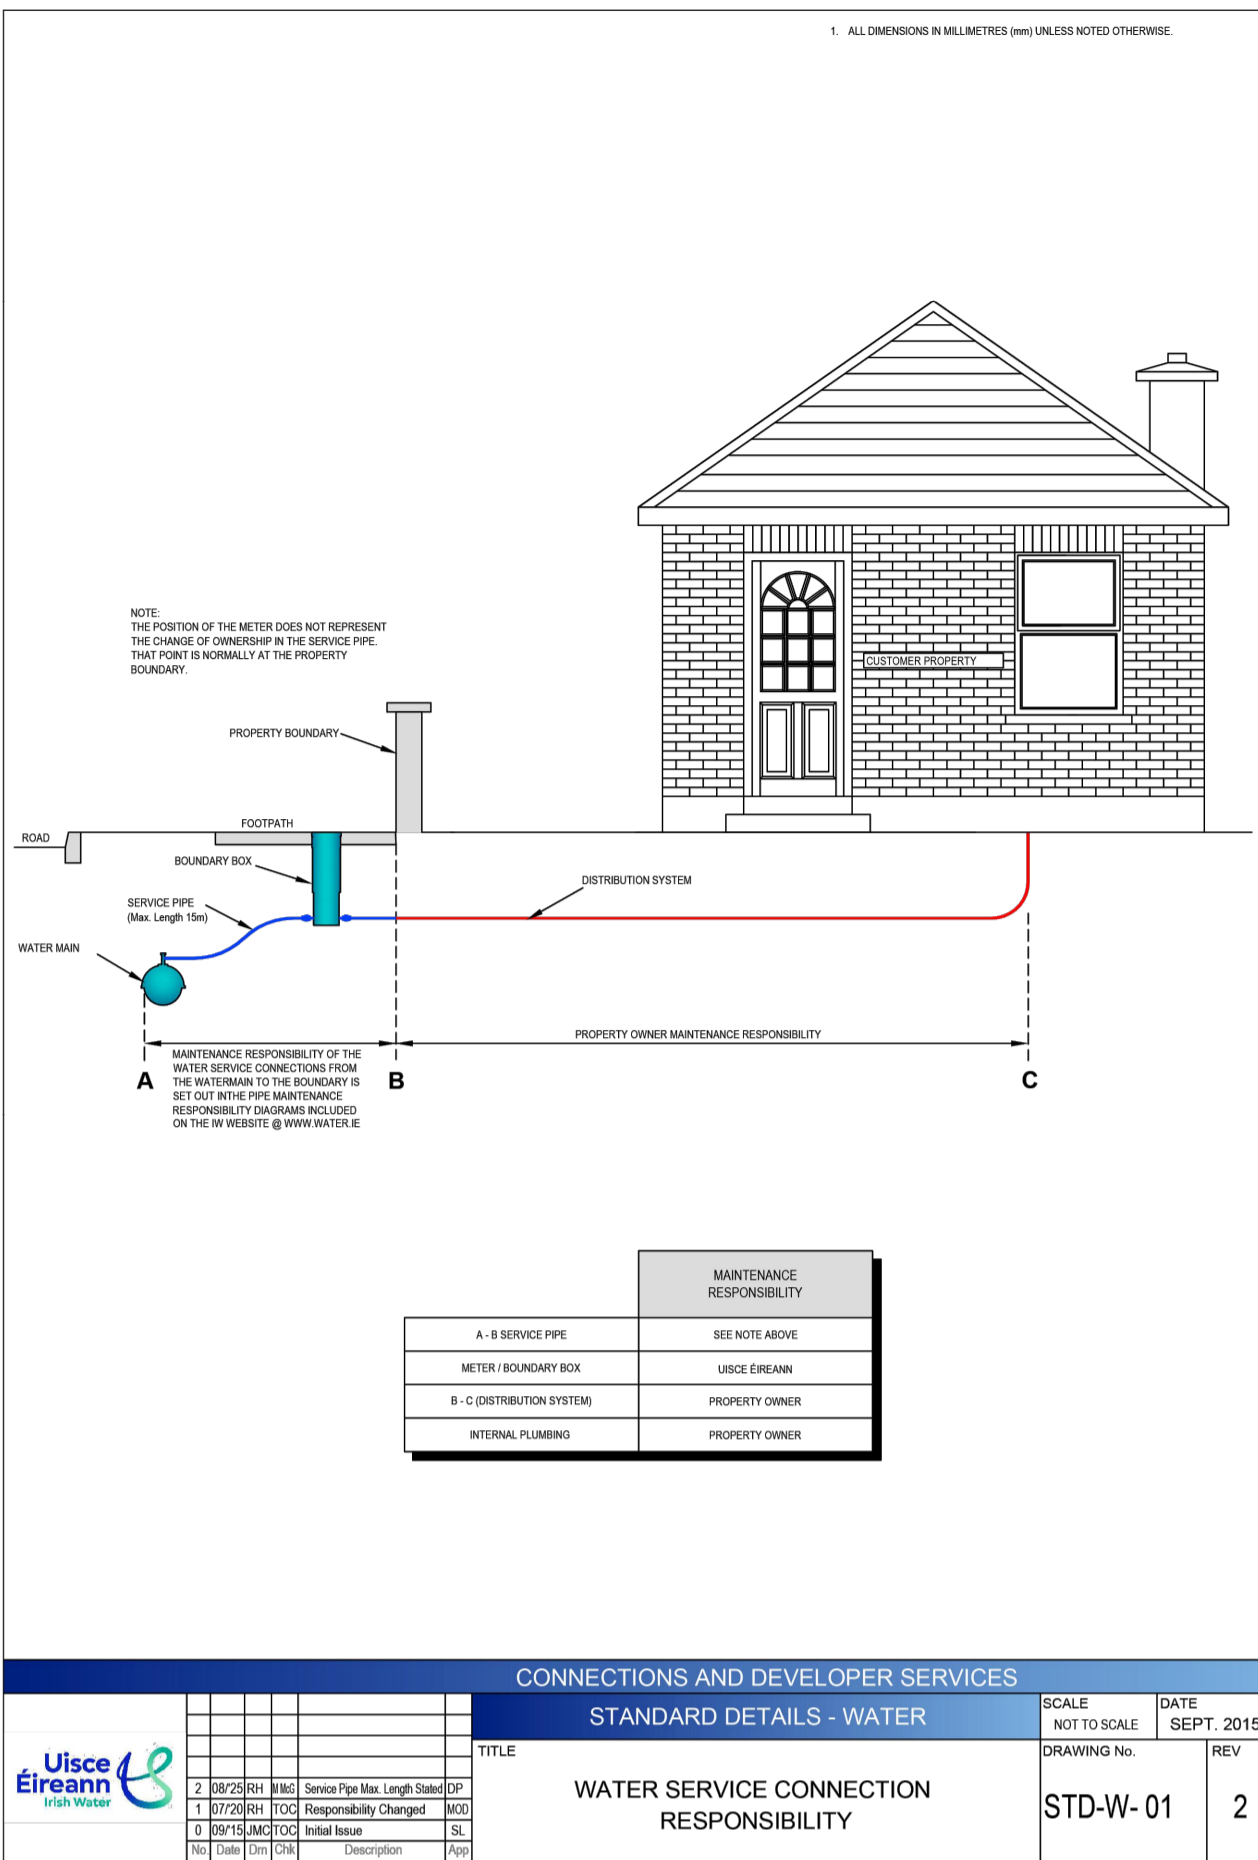 1. ALL DIMENSIONS IN MILLIMETRES (mm) UNLESS NOTED OTHERWISE.
NOTE:
THE POSITION OF THE METER DOES NOT REPRESENT
THE CHANGE OF OWNERSHIP IN THE SERVICE PIPE.
THAT POINT IS NORMALLY AT THE PROPERTY
BOUNDARY.
CUSTOMER PROPERTY
PROPERTY BOUNDARY
FOOTPATH
ROAD
BOUNDARY BOX
DISTRIBUTION SYSTEM
SERVICE PIPE
(Max. Length 15m)
WATER MAIN
PROPERTY OWNER MAINTENANCE RESPONSIBILITY
MAINTENANCE RESPONSIBILITY OF THE
WATER SERVICE CONNECTIONS FROM
THE WATERMAIN TO THE BOUNDARY IS
SET OUT INTHE PIPE MAINTENANCE
RESPONSIBILITY DIAGRAMS INCLUDED
ON THE IW WEBSITE @ WWW.WATER.IE
A
B
C
MAINTENANCE
RESPONSIBILITY
A - B SERVICE PIPE SEE NOTE ABOVE
METER / BOUNDARY BOX UISCE ÉIREANN
B - C (DISTRIBUTION SYSTEM) PROPERTY OWNER
INTERNAL PLUMBING PROPERTY OWNER
CONNECTIONS AND DEVELOPER SERVICES
STANDARD DETAILS - WATER
SCALE
NOT TO SCALE
DATE
SEPT. 2015
Uisce
Éireann
Irish Water
TITLE
WATER SERVICE CONNECTION
RESPONSIBILITY
DRAWING No.
STD-W- 01
REV
2
2 08/'25 RH M McG Service Pipe Max. Length Stated DP
1 07/'20 RH TOC Responsibility Changed MOD
0 09/'15 JMC TOC Initial Issue SL
No. Date Drn Chk Description App